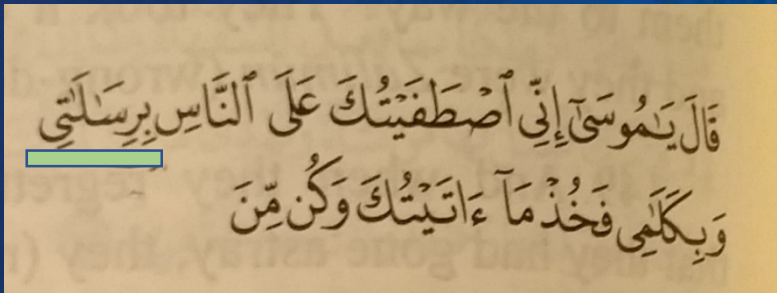 قَالَ يَـٰمُوسَىٰٓ إِنِّى ٱصۡطَفَيۡتُكَ عَلَى ٱلنَّاسِ بِرِسَـٰلَـٰتِى
وَبِكَلَـٰمِى فَخُذۡ مَآ ءَاتَيۡتُكَ وَكُن مِّنَ